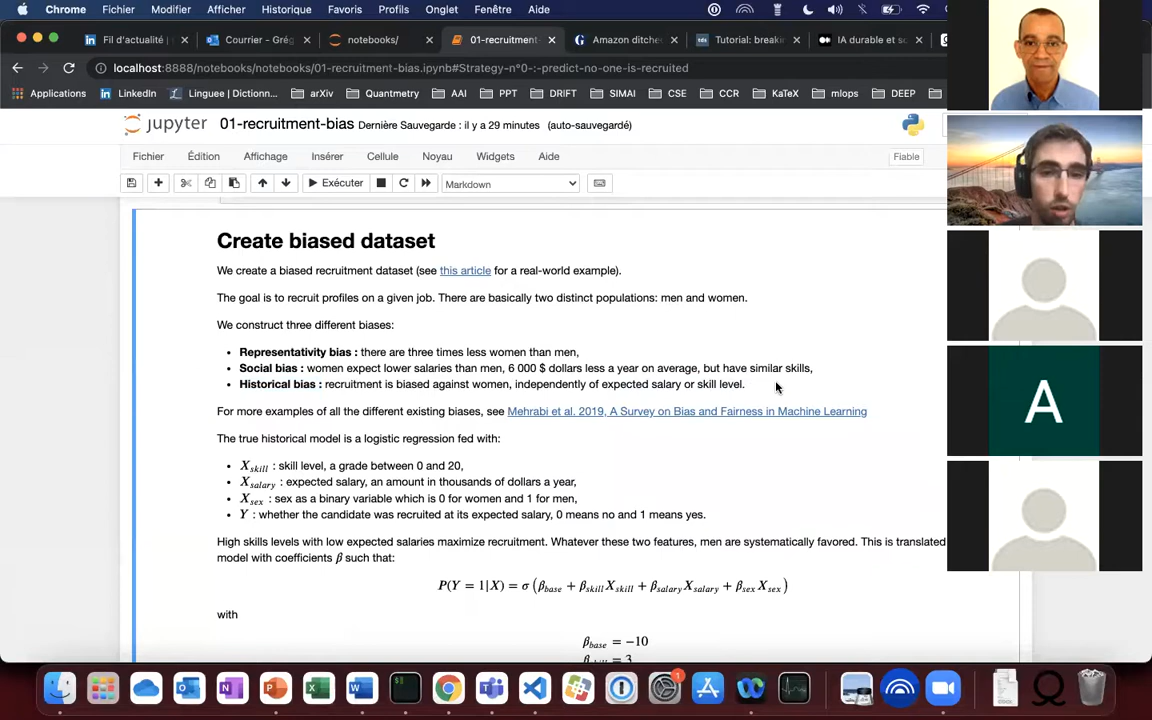 Chrome Fichier Modifier Afficher Historique Favoris Profils Onglet Fenêtre Aide
Fil d'actualité Courrier - Grég notebooks/ 01-recruitment- Amazon ditche Tutorial: breaki IA durable et s
localhost:8888/notebooks/notebooks/01-recruitment-bias.ipynb#Strategy-n°0-:-predict-no-one-is-recruited
Applications LinkedIn Linguee | Dictionn... arXiv Quantmetry AAI PPT DRIFT SIMAI CSE CCR KaTeX mlops DEEP
jupyter 01-recruitment-bias Dernière Sauvegarde : il y a 29 minutes (auto-sauvegardé)
Fichier Édition Affichage Insérer Cellule Noyau Widgets Aide Fiable
Exécuter Markdown
Create biased dataset
We create a biased recruitment dataset (see this article for a real-world example).
The goal is to recruit profiles on a given job. There are basically two distinct populations: men and women.
We construct three different biases:
• Representativity bias : there are three times less women than men,
• Social bias : women expect lower salaries than men, 6 000 $ dollars less a year on average, but have similar skills,
• Historical bias : recruitment is biased against women, independently of expected salary or skill level.
For more examples of all the different existing biases, see Mehrabi et al. 2019, A Survey on Bias and Fairness in Machine Learning
The true historical model is a logistic regression fed with:
• X_skill : skill level, a grade between 0 and 20,
• X_salary : expected salary, an amount in thousands of dollars a year,
• X_sex : sex as a binary variable which is 0 for women and 1 for men,
• Y : whether the candidate was recruited at its expected salary, 0 means no and 1 means yes.
High skills levels with low expected salaries maximize recruitment. Whatever these two features, men are systematically favored. This is translated
model with coefficients β such that:
P(Y = 1|X) = σ (β_base + β_skill X_skill + β_salary X_salary + β_sex X_sex)
with
β_base = −10
= 3
A
1